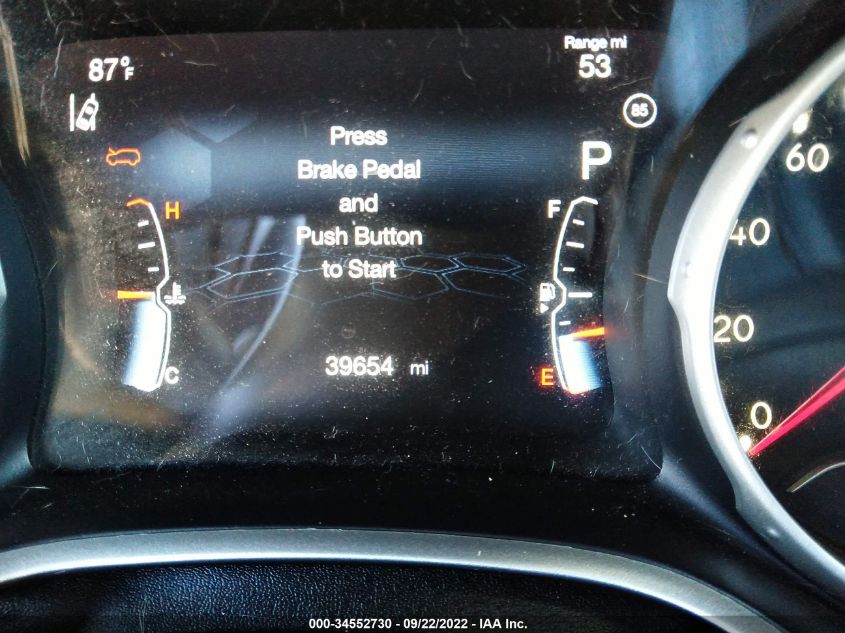 87°F
Range mi
53
85
Press
Brake Pedal
and
Push Button
to Start
P
H
C
F
E
39654 mi
60
40
20
0
000-34552730 - 09/22/2022 - IAA Inc.